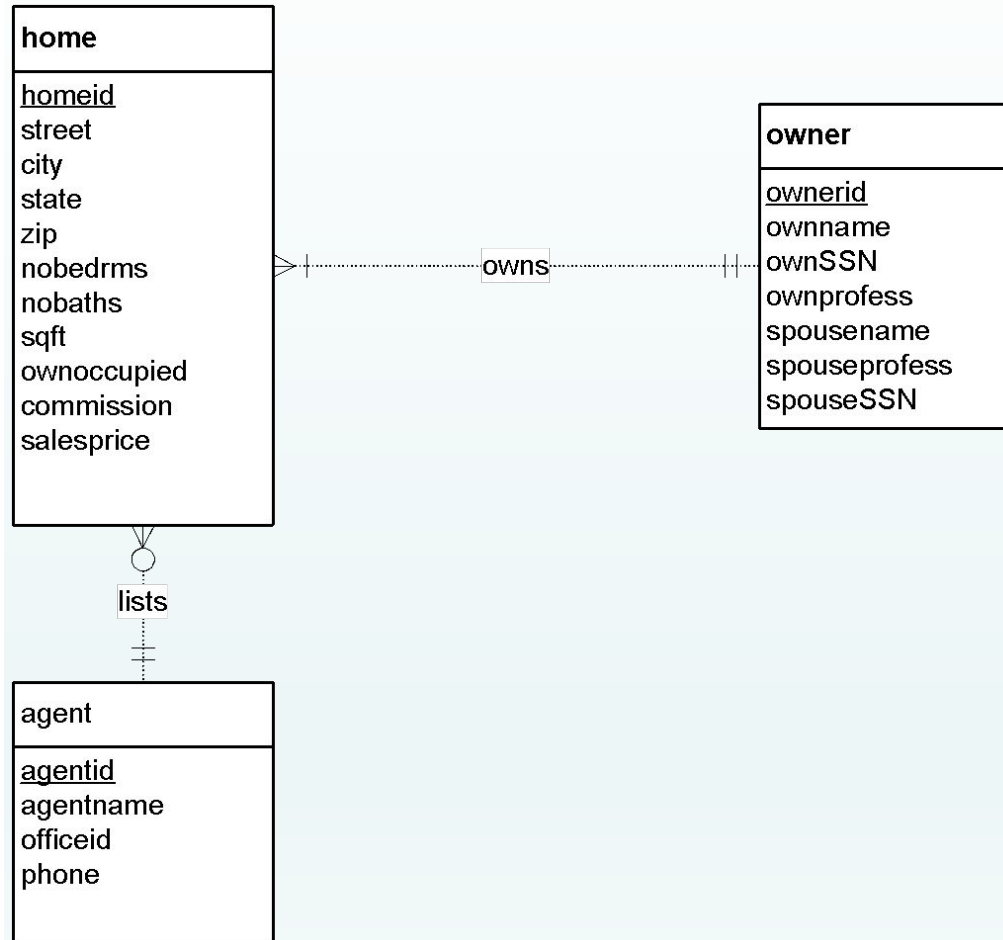 home
homeid
street
city
state
zip
nobedrms
nobaths
sqft
ownoccupied
commission
salesprice
owns
owner
ownerid
ownname
ownSSN
ownprofess
spousename
spouseprofess
spouseSSN
lists
agent
agentid
agentname
officeid
phone